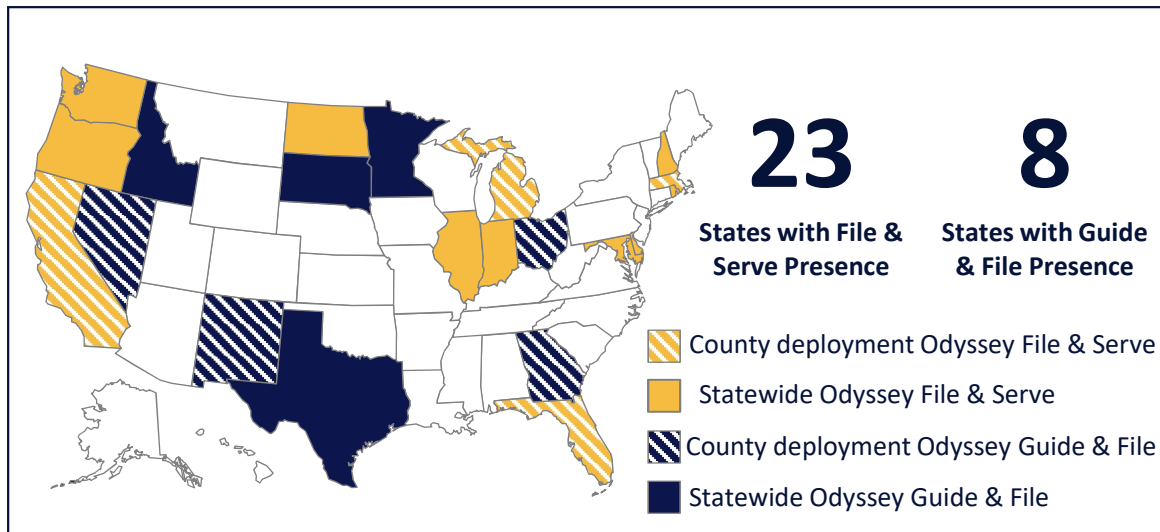 23
States with File &
Serve Presence
8
States with Guide
& File Presence
County deployment Odyssey File & Serve
Statewide Odyssey File & Serve
County deployment Odyssey Guide & File
Statewide Odyssey Guide & File